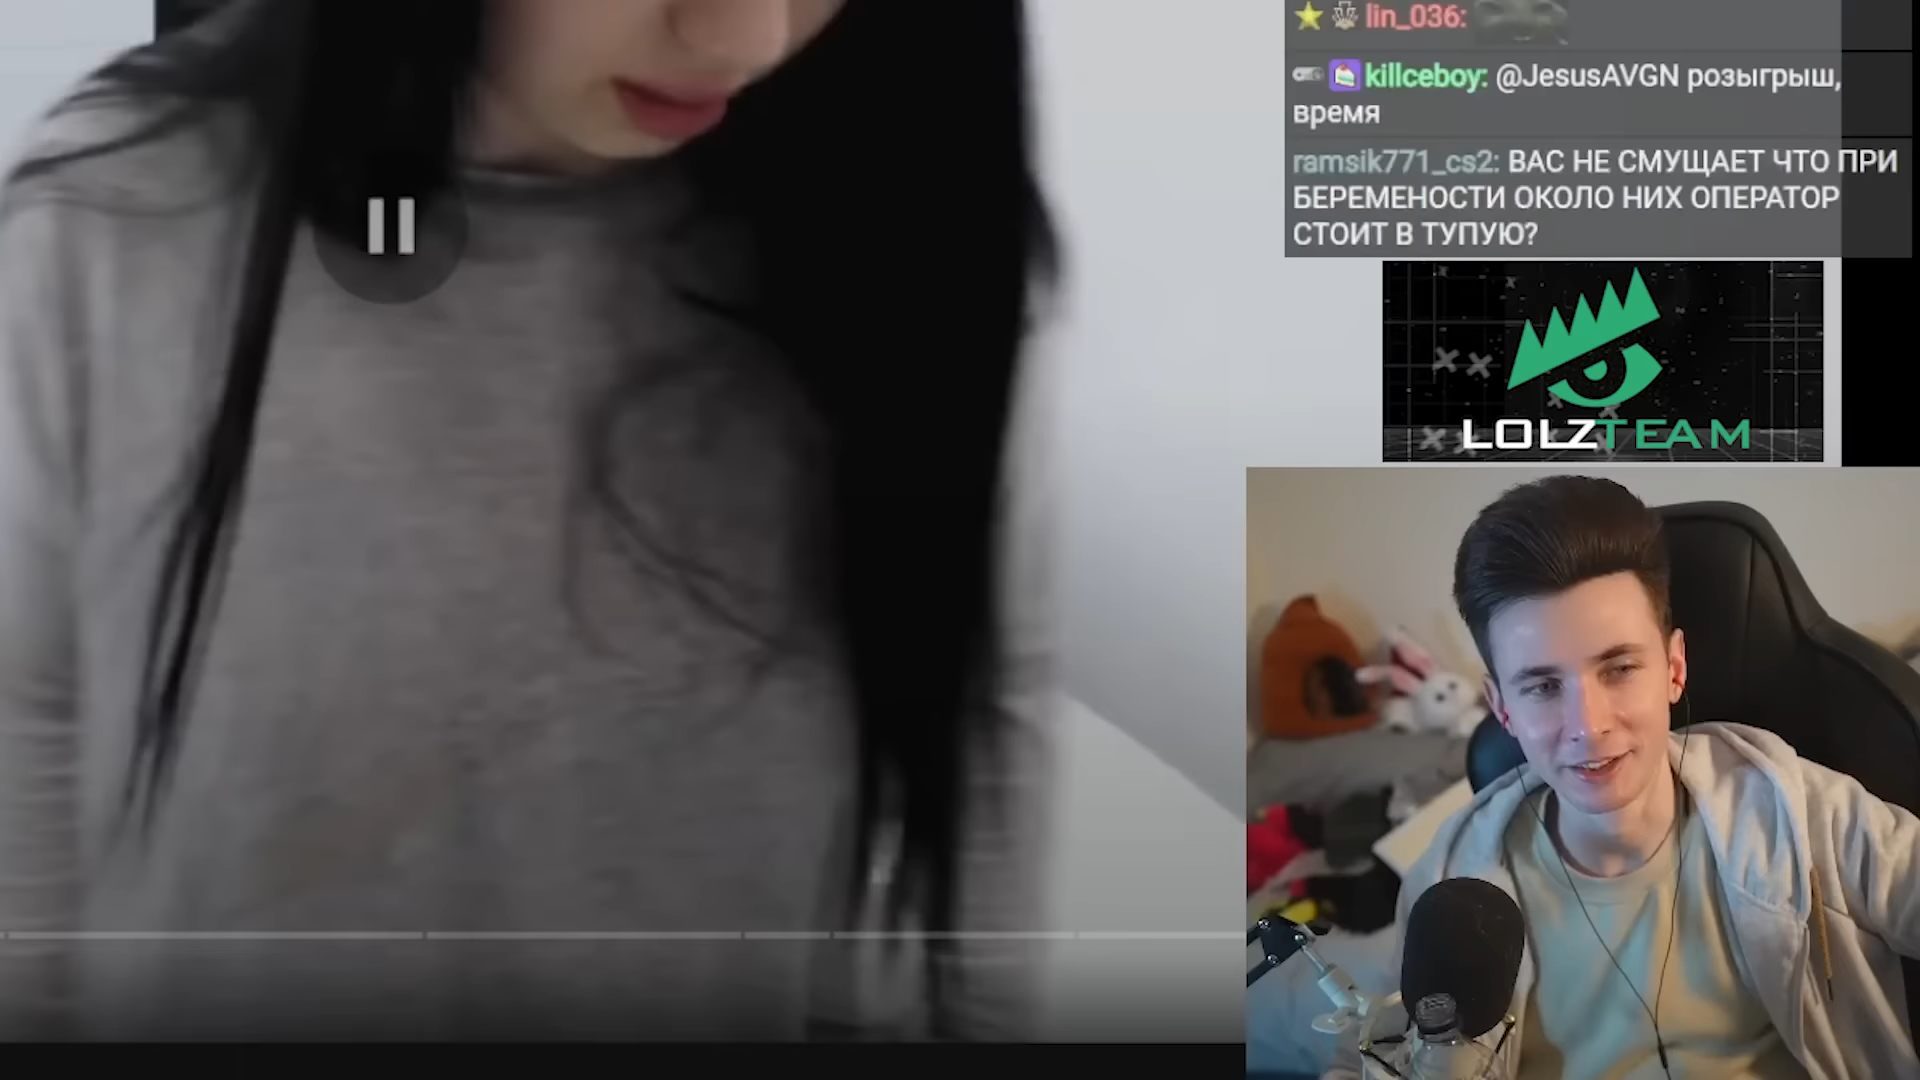 lin_036:
killceboy: @JesusAVGN розыгрыш,
время
ramsik771_cs2: ВАС НЕ СМУЩАЕТ ЧТО ПРИ
БЕРЕМЕНОСТИ ОКОЛО НИХ ОПЕРАТОР
СТОИТ В ТУПУЮ?
LOLZTEAM